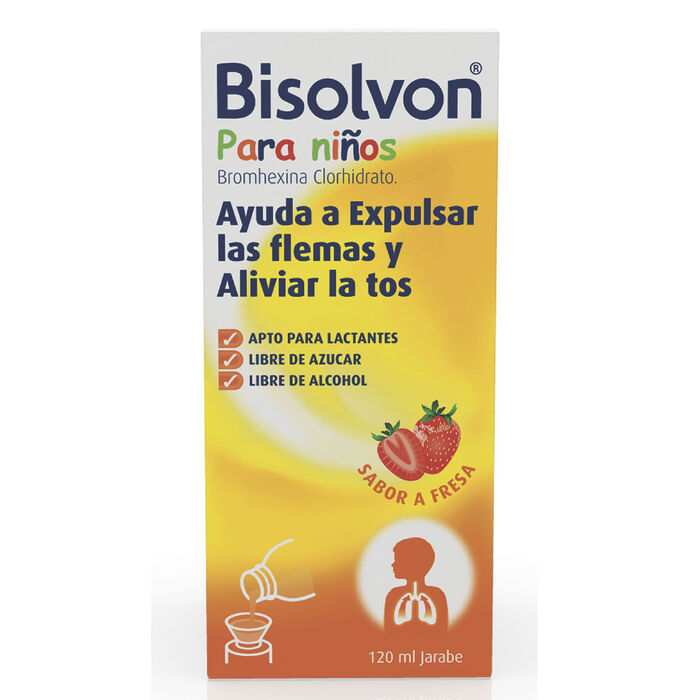 Bisolvon®
Para niños
Bromhexina Clorhidrato.
Ayuda a Expulsar
las flemas y
Aliviar la tos
APTO PARA LACTANTES
LIBRE DE AZUCAR
LIBRE DE ALCOHOL
SABOR A FRESA
120 ml Jarabe